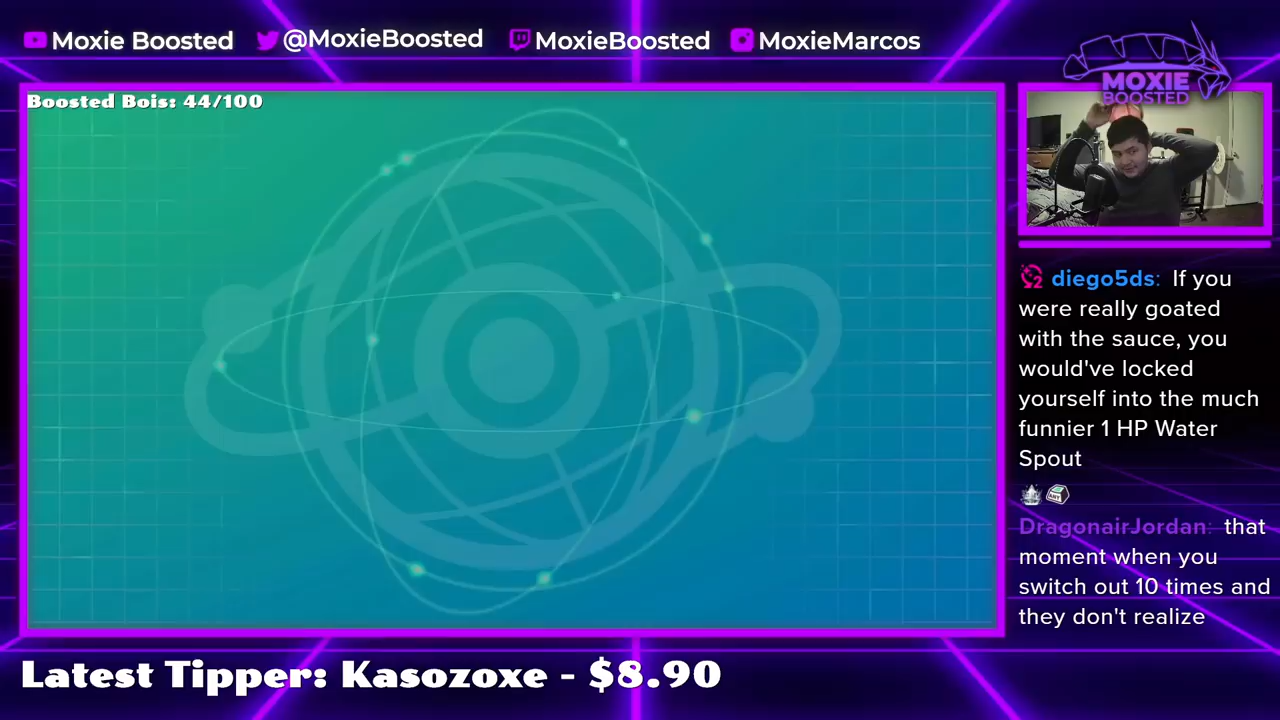 Moxie Boosted @MoxieBoosted MoxieBoosted MoxieMarcos
MOXIE
BOOSTED
Boosted Bois: 44/100
diego5ds: If you
were really goated
with the sauce, you
would've locked
yourself into the much
funnier 1 HP Water
Spout
DragonairJordan: that
moment when you
switch out 10 times and
they don't realize
Latest Tipper: Kasozoxe - $8.90